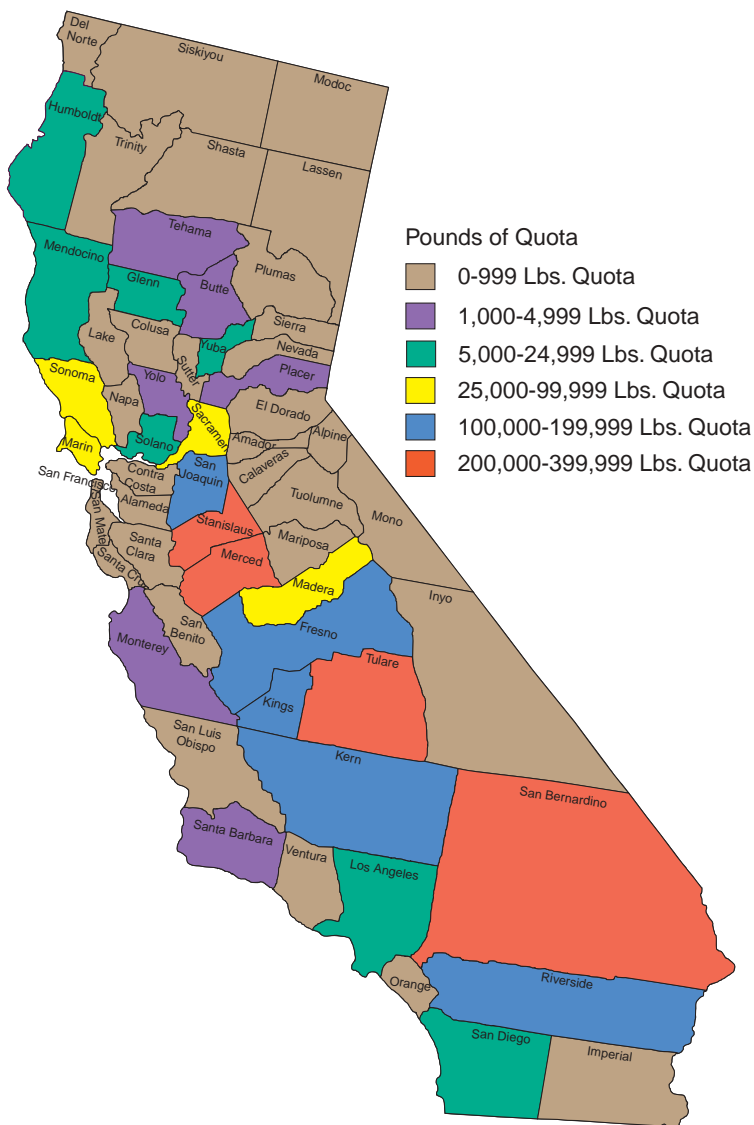 Del
Norte
Siskiyou
Modoc
Humboldt
Trinity
Shasta
Lassen
Tehama
Mendocino
Glenn
Butte
Plumas
Colusa
Lake
Sierra
Yuba
Nevada
Sutter
Placer
Sonoma
Yolo
Napa
El Dorado
Sacramen
Solano
Marin
Amador
Alpine
Calaveras
San Francisc
Contra
Costa
San
Joaquin
Tuolumne
Mono
Alameda
San Mate
Stanislaus
Santa
Clara
Mariposa
Merced
Santa Cru
Madera
Inyo
San
Benito
Fresno
Monterey
Tulare
Kings
San Luis
Obispo
Kern
San Bernardino
Santa Barbara
Ventura
Los Angeles
Orange
Riverside
San Diego
Imperial
Pounds of Quota
0-999 Lbs. Quota
1,000-4,999 Lbs. Quota
5,000-24,999 Lbs. Quota
25,000-99,999 Lbs. Quota
100,000-199,999 Lbs. Quota
200,000-399,999 Lbs. Quota